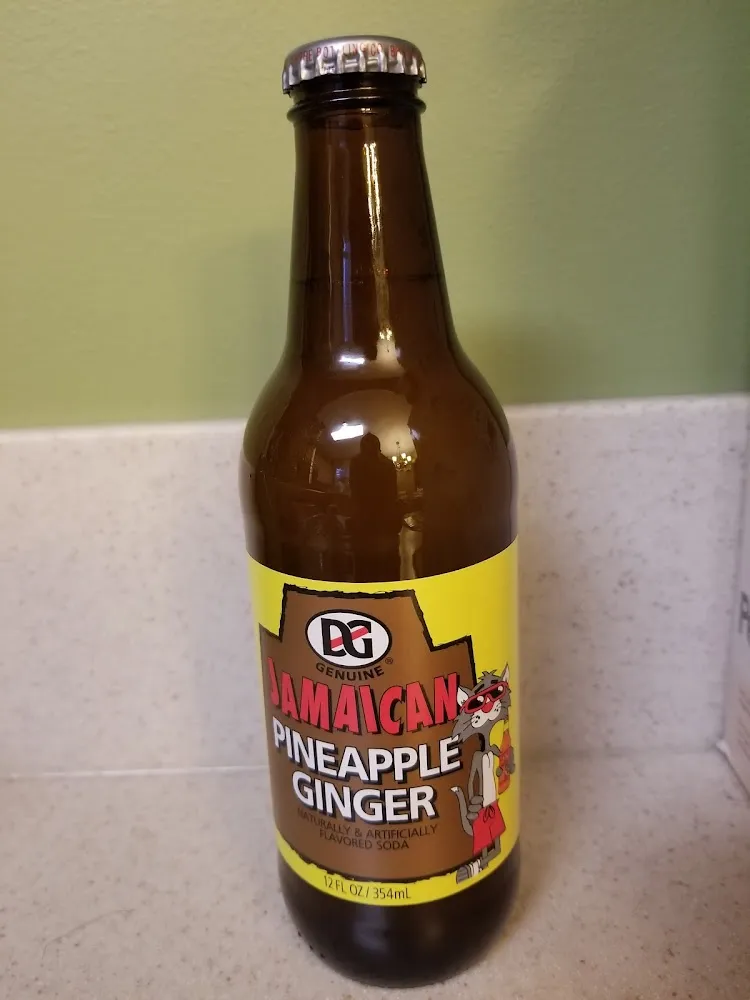 DG
GENUINE®
JAMAICAN
PINEAPPLE
GINGER
NATURALLY & ARTIFICIALLY
FLAVORED SODA
12 FL OZ / 354mL